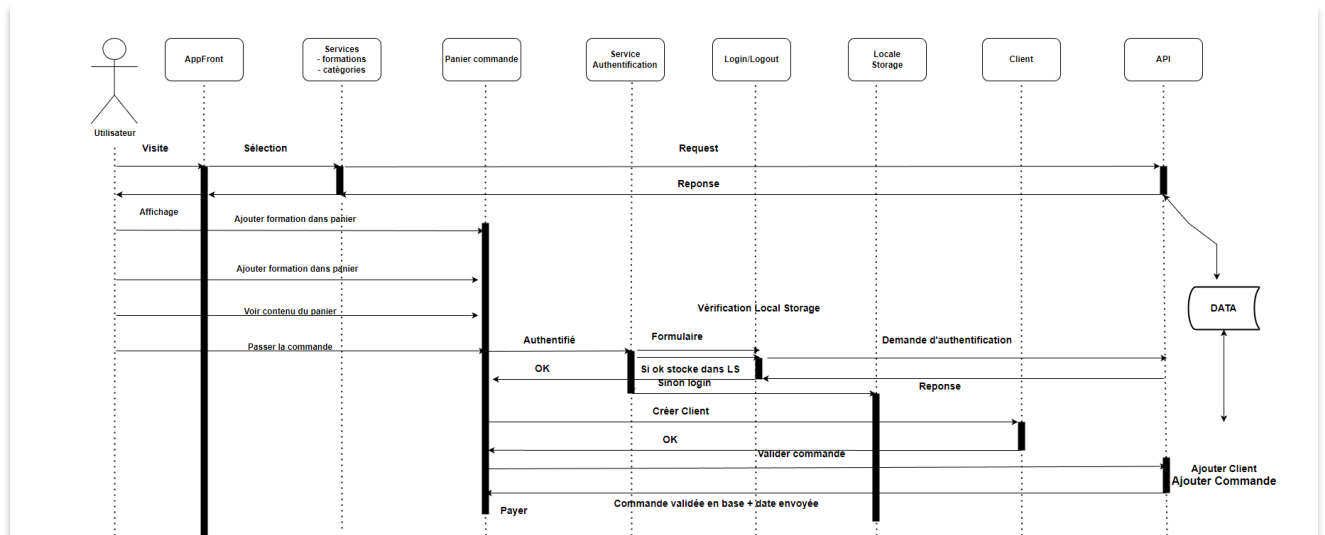 AppFront
Services
- formations
- catégories
Panier commande
Service
Authentification
Login/Logout
Locale
Storage
Client
API
Utilisateur
Visite
Sélection
Request
Reponse
Affichage
Ajouter formation dans panier
Ajouter formation dans panier
DATA
Voir contenu du panier
Vérification Local Storage
Passer la commande
Authentifié
Formulaire
Demande d'authentification
OK
Si ok stocke dans LS
Sinon login
Reponse
Créer Client
OK
Valider commande
Ajouter Client
Ajouter Commande
Commande validée en base + date envoyée
Payer